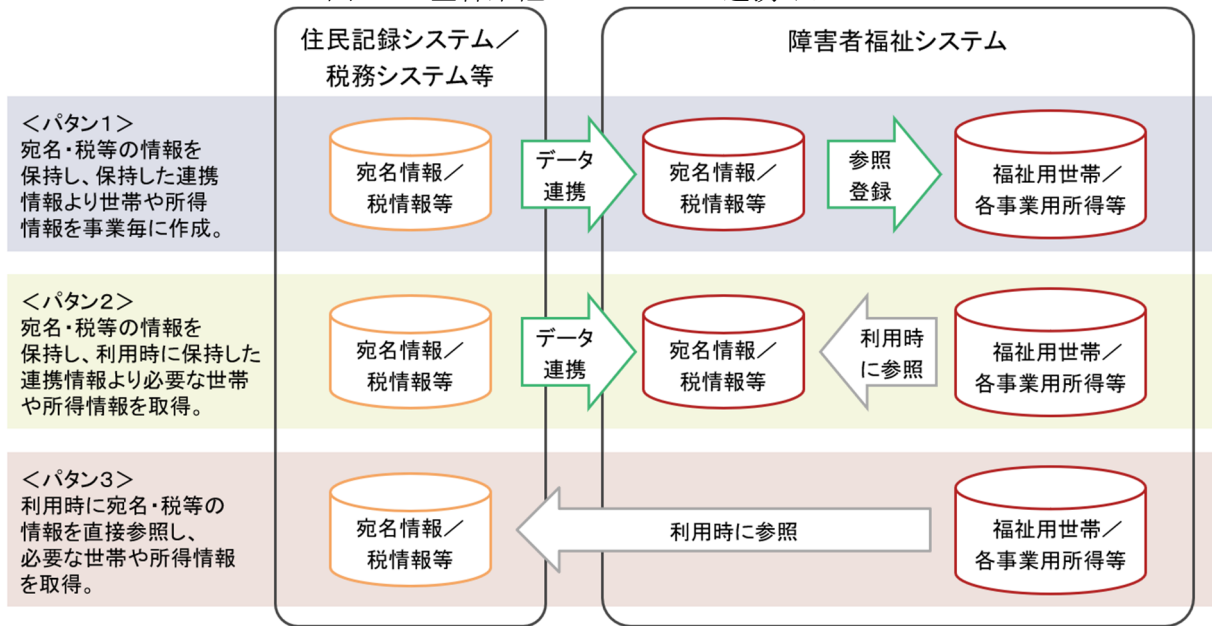 住民記録システム／
税務システム等
障害者福祉システム
＜パタン１＞
宛名・税等の情報を
保持し、保持した連携
情報より世帯や所得
情報を事業毎に作成。
宛名情報／
税情報等
データ
連携
宛名情報／
税情報等
参照
登録
福祉用世帯／
各事業用所得等
＜パタン２＞
宛名・税等の情報を
保持し、利用時に保持した
連携情報より必要な世帯
や所得情報を取得。
宛名情報／
税情報等
データ
連携
宛名情報／
税情報等
利用時
に参照
福祉用世帯／
各事業用所得等
＜パタン３＞
利用時に宛名・税等の
情報を直接参照し、
必要な世帯や所得情報
を取得。
宛名情報／
税情報等
利用時に参照
福祉用世帯／
各事業用所得等